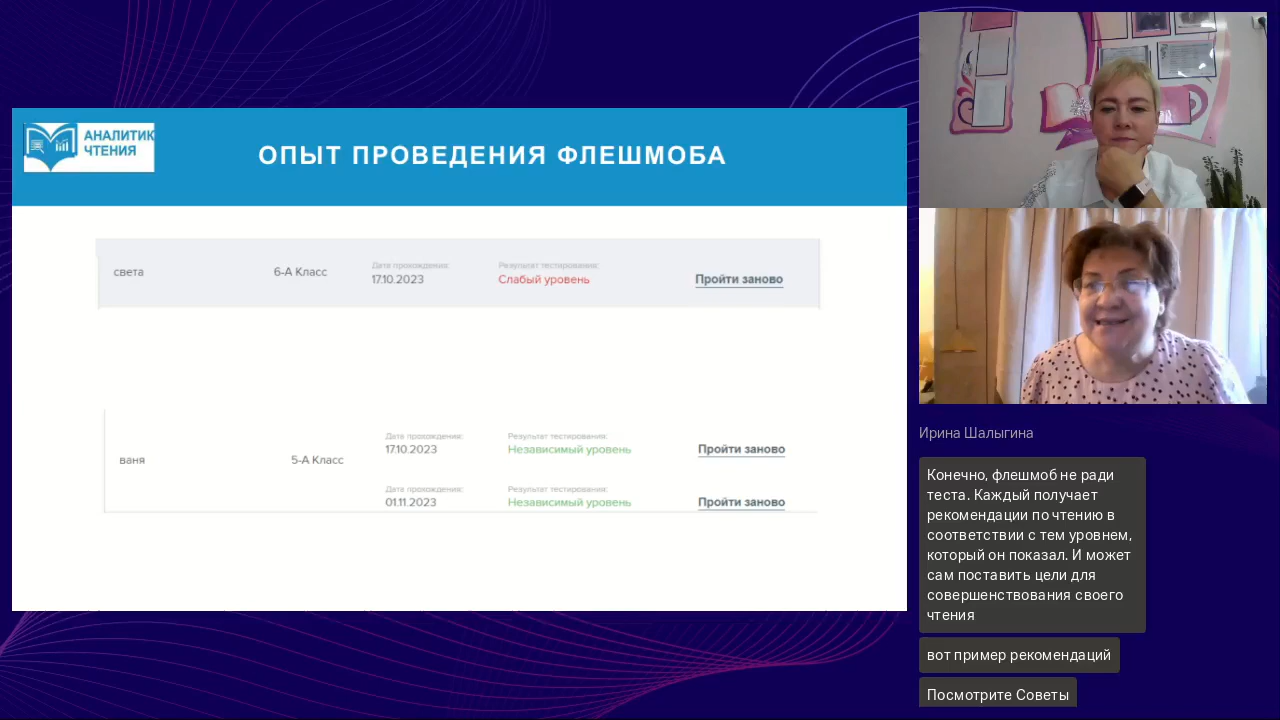 АНАЛИТИК
ЧТЕНИЯ
ОПЫТ ПРОВЕДЕНИЯ ФЛЕШМОБА
света
6-А Класс
Дата прохождения:
17.10.2023
Результат тестирования:
Слабый уровень
Пройти заново
ваня
5-А Класс
Дата прохождения:
17.10.2023
Результат тестирования:
Независимый уровень
Пройти заново
Дата прохождения:
01.11.2023
Результат тестирования:
Независимый уровень
Пройти заново
Ирина Шалыгина
Конечно, флешмоб не ради
теста. Каждый получает
рекомендации по чтению в
соответствии с тем уровнем,
который он показал. И может
сам поставить цели для
совершенствования своего
чтения
вот пример рекомендаций
Посмотрите Советы